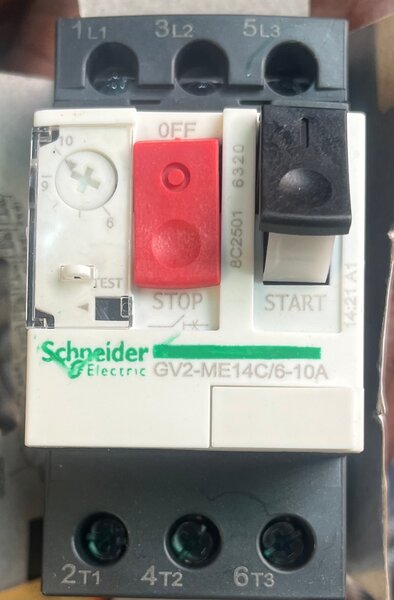 1L1 3L2 5L3
OFF
10
9
6
TEST
STOP
8C2501 6320
I
START
14:21 A1
Schneider
Electric
GV2-ME14C/6-10A
2T1 4T2 6T3